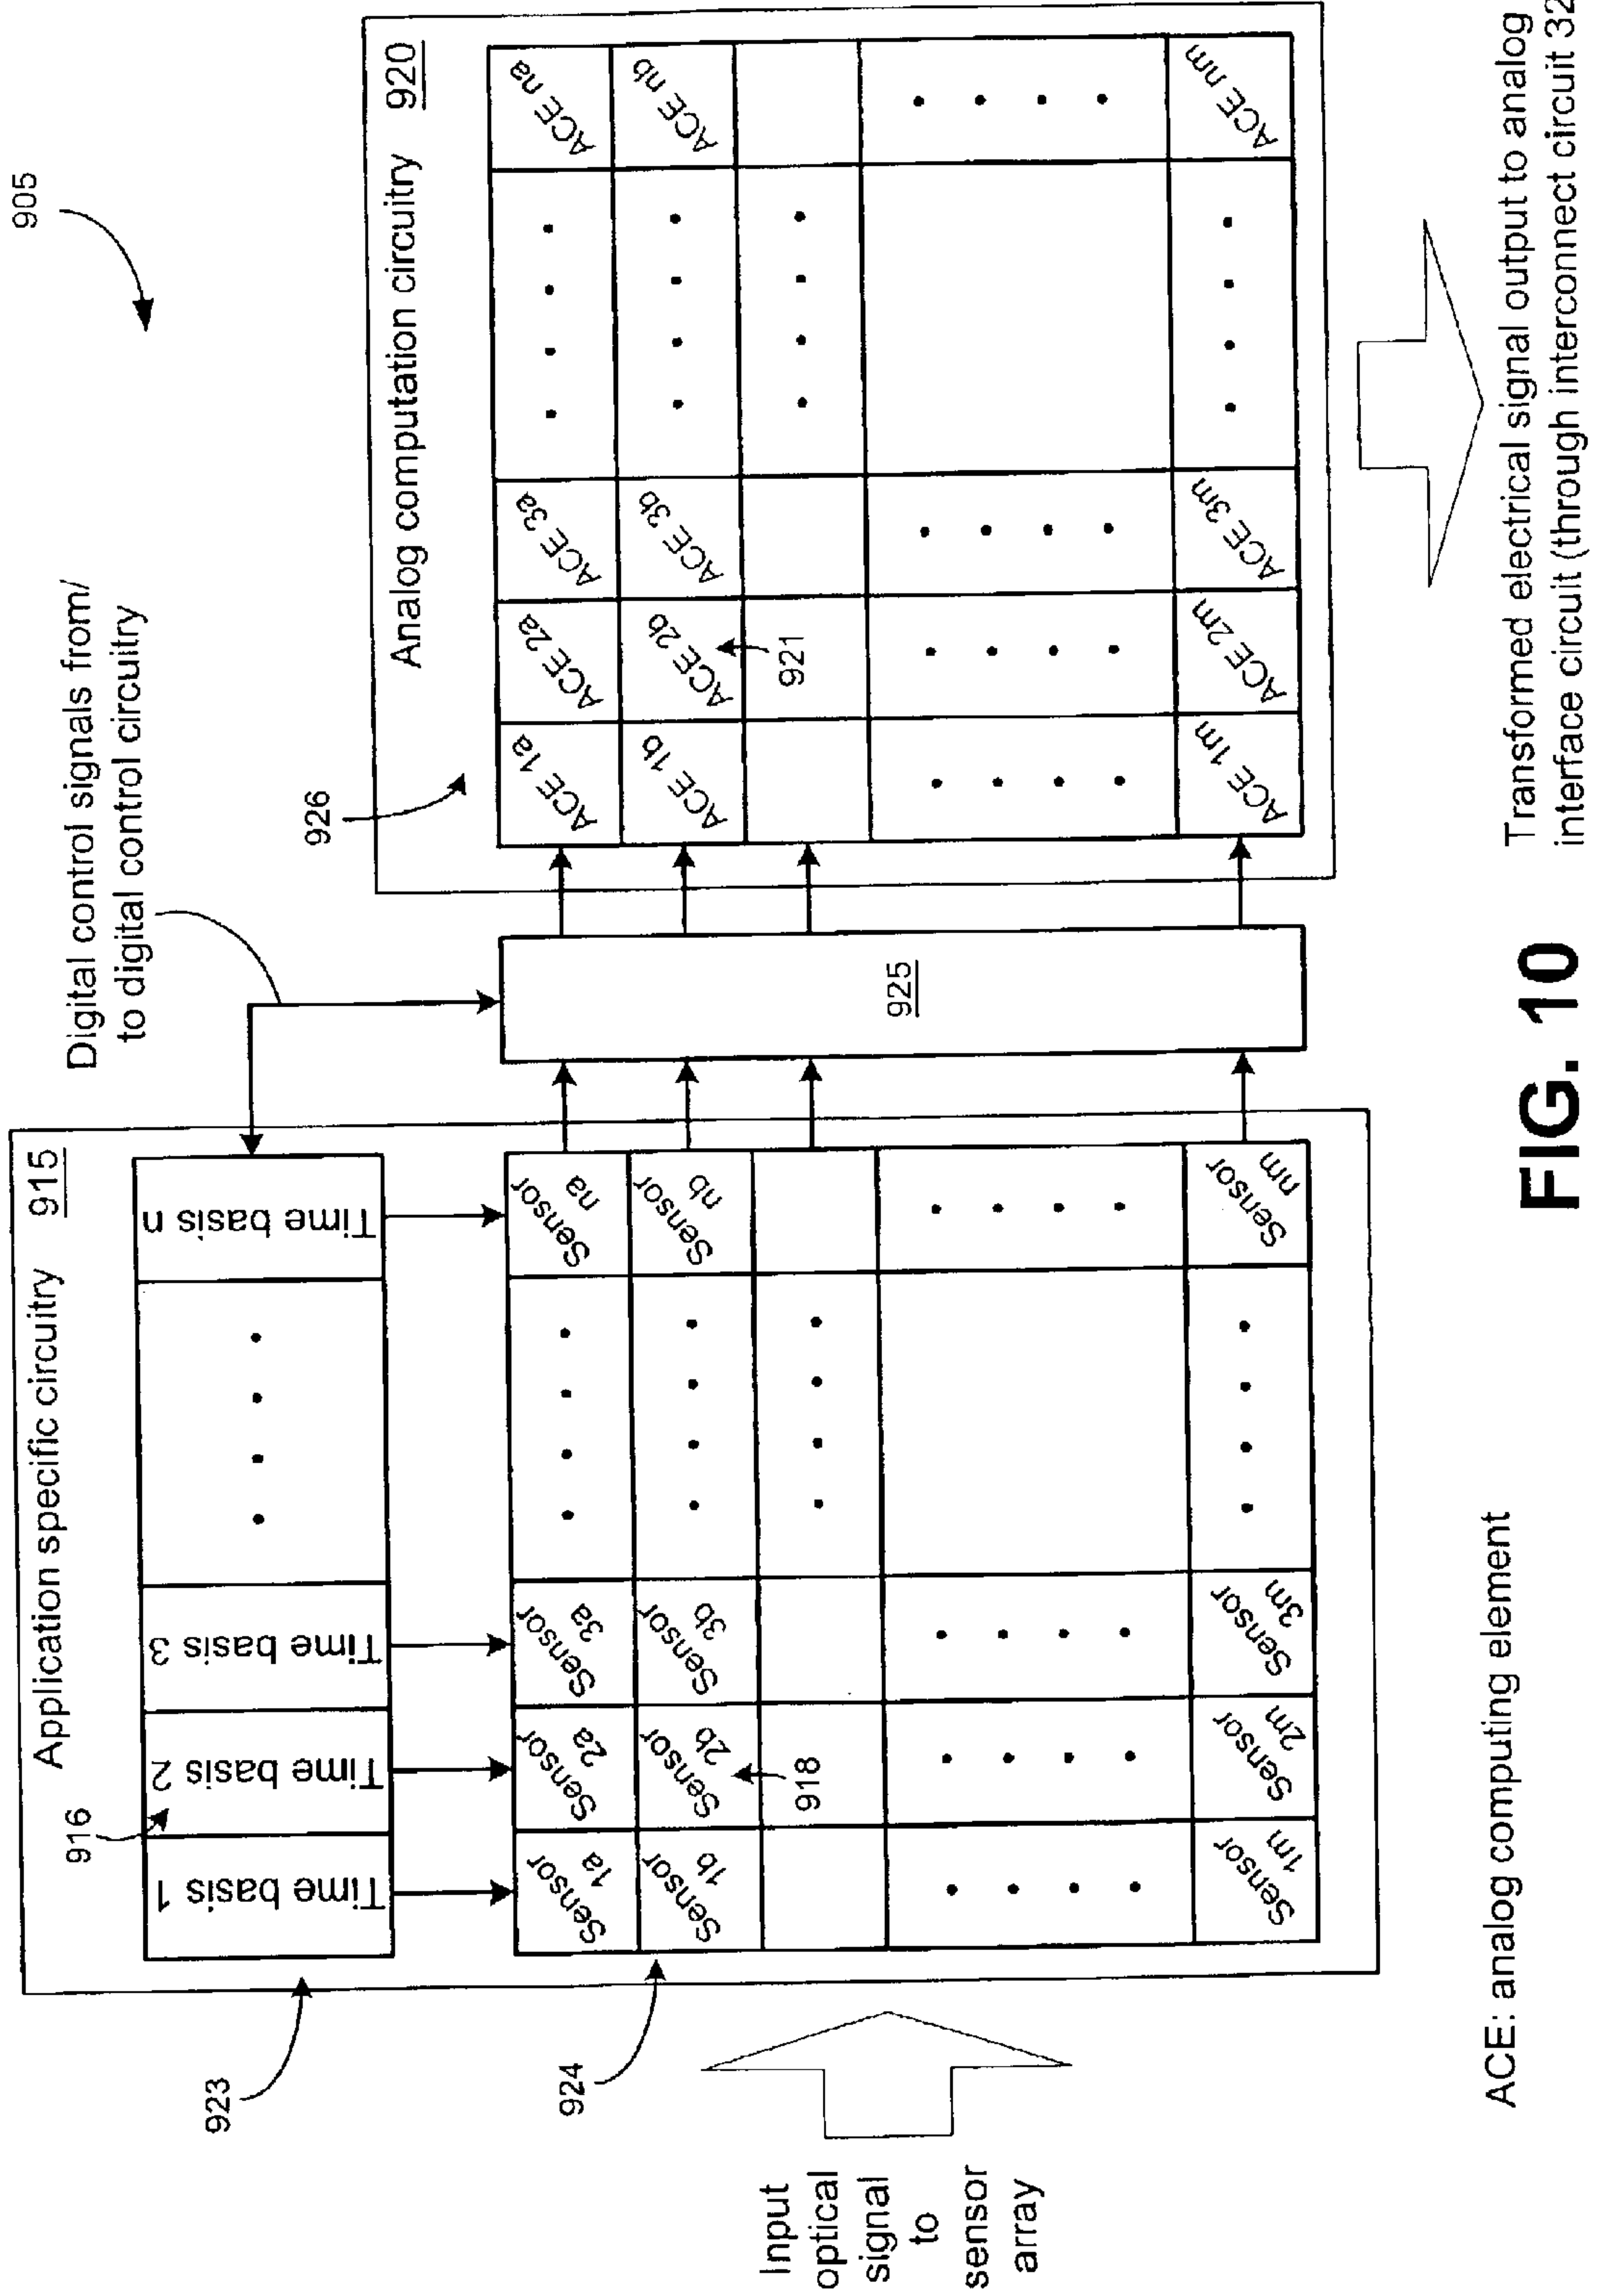 905
Digital control signals from/
to digital control circuitry
Application specific circuitry 915
916
Time basis 1
Time basis 2
Time basis 3
Time basis n
923
924
Sensor 1a
Sensor 2a
Sensor 3a
Sensor na
Sensor 1b
Sensor 2b
Sensor 3b
Sensor nb
918
Sensor 1m
Sensor 2m
Sensor 3m
Sensor nm
Input
optical
signal
to
sensor
array
925
Analog computation circuitry 920
926
ACE 1a
ACE 2a
ACE 3a
ACE na
ACE 1b
ACE 2b
ACE 3b
ACE nb
921
ACE 1m
ACE 2m
ACE 3m
ACE nm
Transformed electrical signal output to analog
interface circuit (through interconnect circuit 32
ACE: analog computing element
FIG. 10